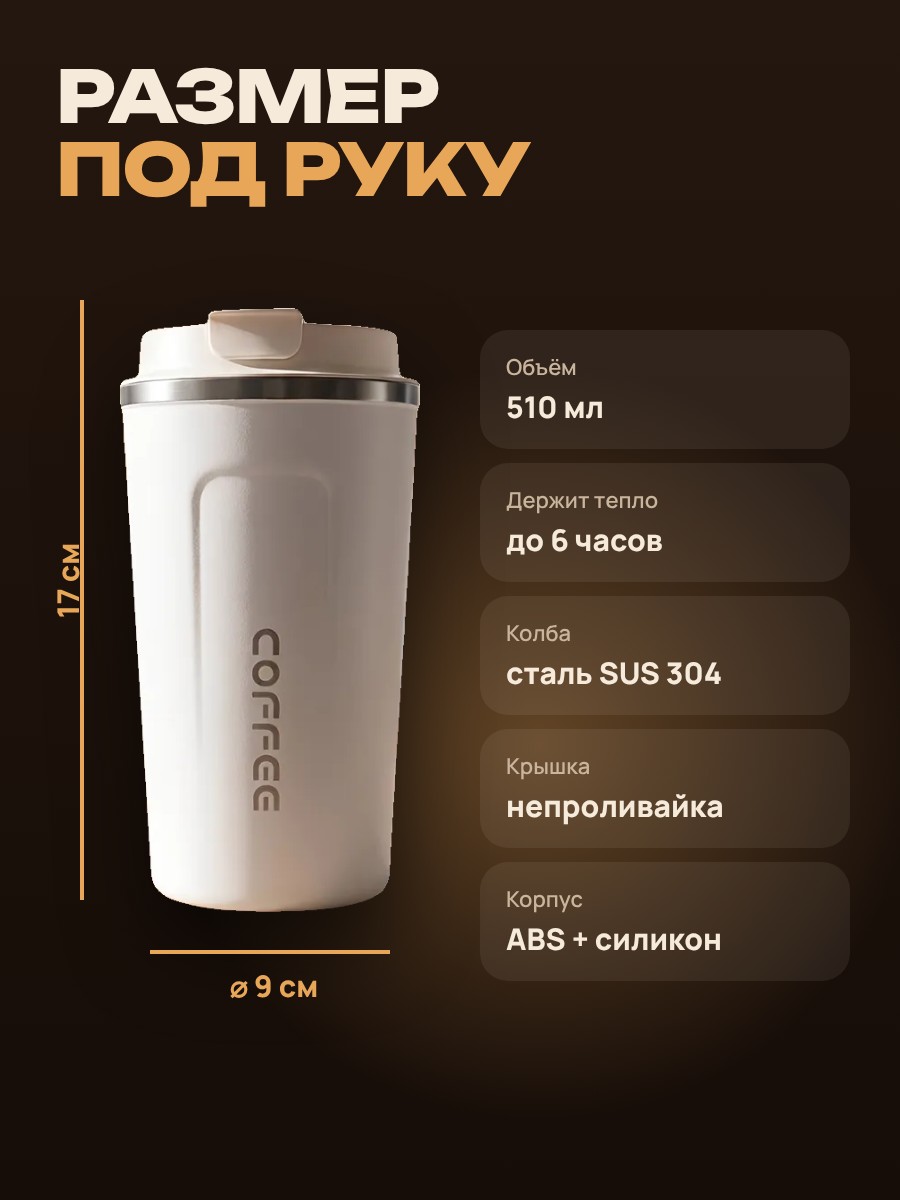 РАЗМЕР
ПОД РУКУ
17 см
COFFEE
⌀ 9 см
Объём
510 мл
Держит тепло
до 6 часов
Колба
сталь SUS 304
Крышка
непроливайка
Корпус
ABS + силикон